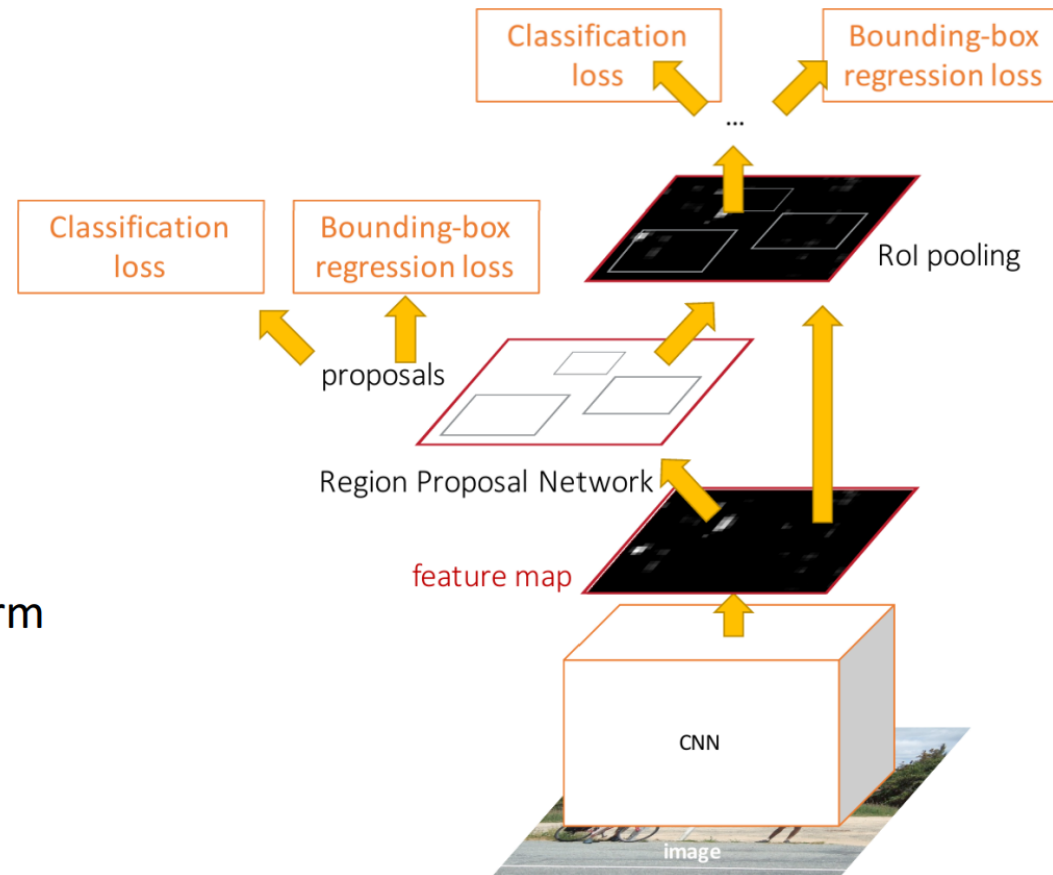 Classification
loss
Bounding-box
regression loss
...
RoI pooling
Classification
loss
Bounding-box
regression loss
proposals
Region Proposal Network
feature map
rm
CNN
image